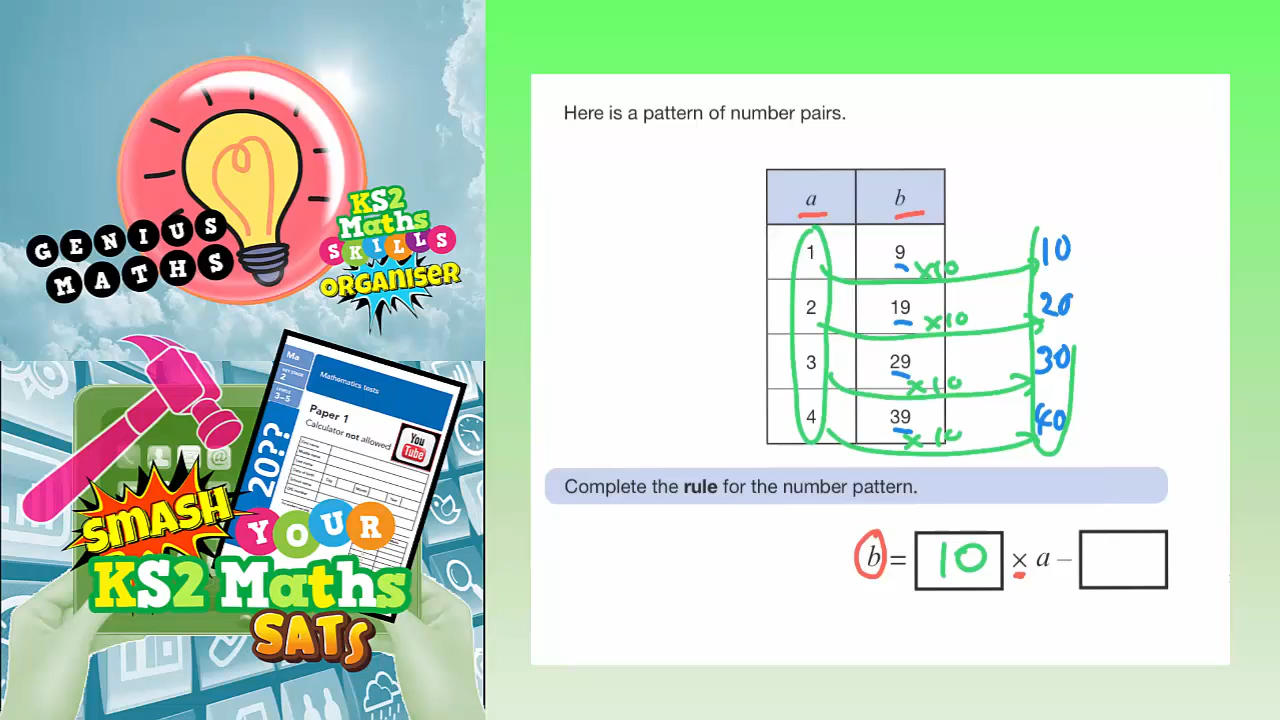 GENIUS
MATHS
KS2
Maths
SKILLS
ORGANISER
Ma
KEY STAGE
2
LEVELS
3–5
Mathematics tests
Paper 1
Calculator not allowed
20??
You
Tube
SMASH
YOUR
KS2 Maths
SATS
Here is a pattern of number pairs.
a b
1 9 ×10 10
2 19 ×10 20
3 29 ×10 30
4 39 ×10 40
Complete the rule for the number pattern.
b = 10 × a –